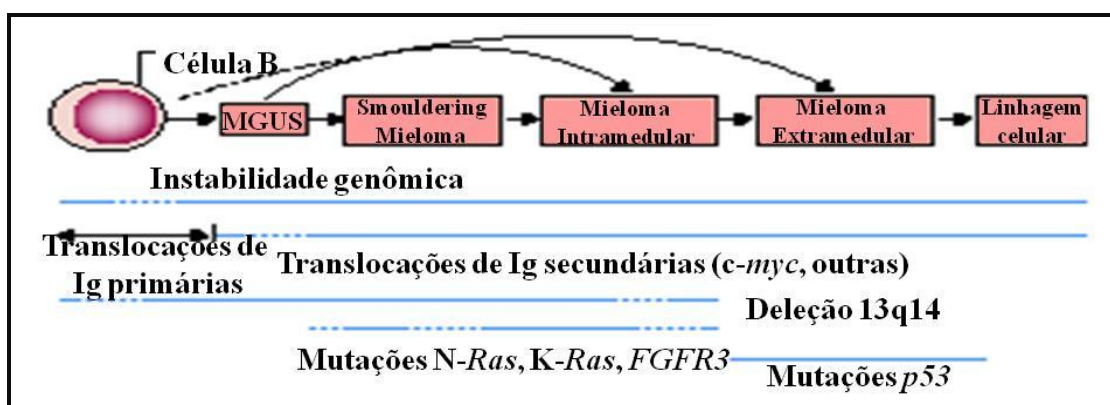 Célula B
MGUS
Smouldering
Mieloma
Mieloma
Intramedular
Mieloma
Extramedular
Linhagem
celular
Instabilidade genômica
Translocações de
Ig primárias
Translocações de Ig secundárias (c-myc, outras)
Deleção 13q14
Mutações N-Ras, K-Ras, FGFR3
Mutações p53